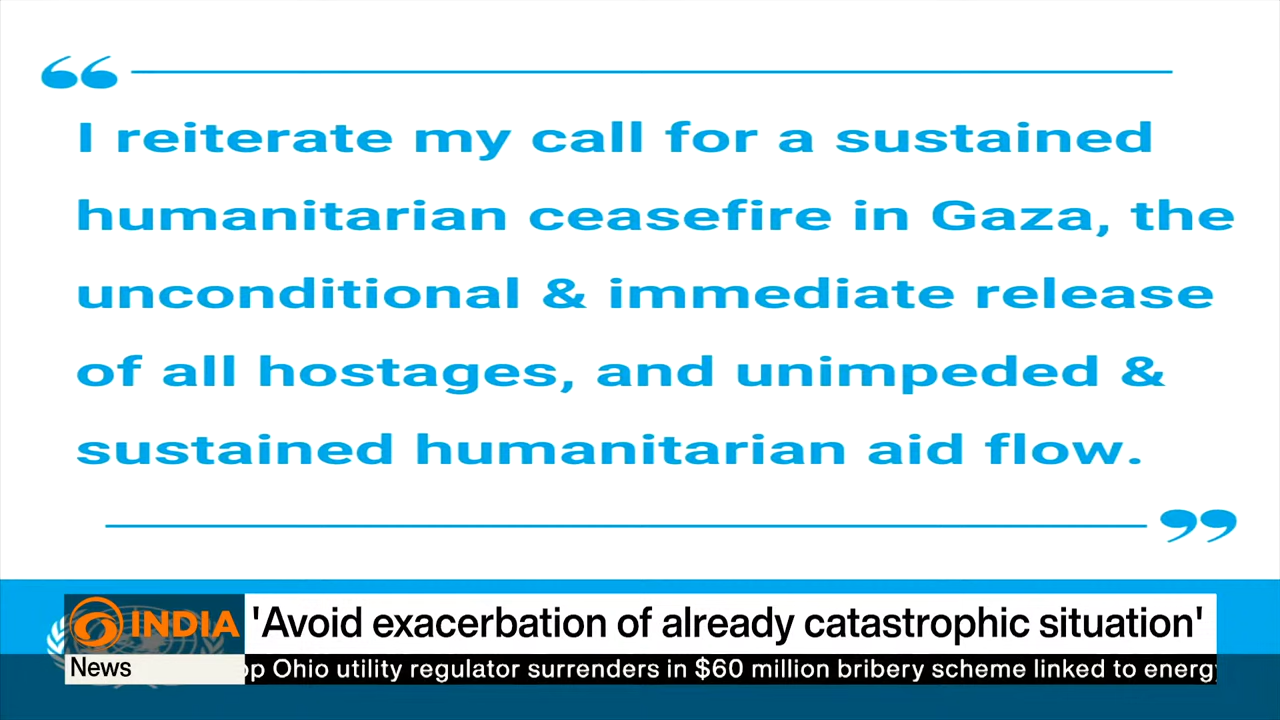 “
I reiterate my call for a sustained
humanitarian ceasefire in Gaza, the
unconditional & immediate release
of all hostages, and unimpeded &
sustained humanitarian aid flow.
”
INDIA 'Avoid exacerbation of already catastrophic situation'
News op Ohio utility regulator surrenders in $60 million bribery scheme linked to energy